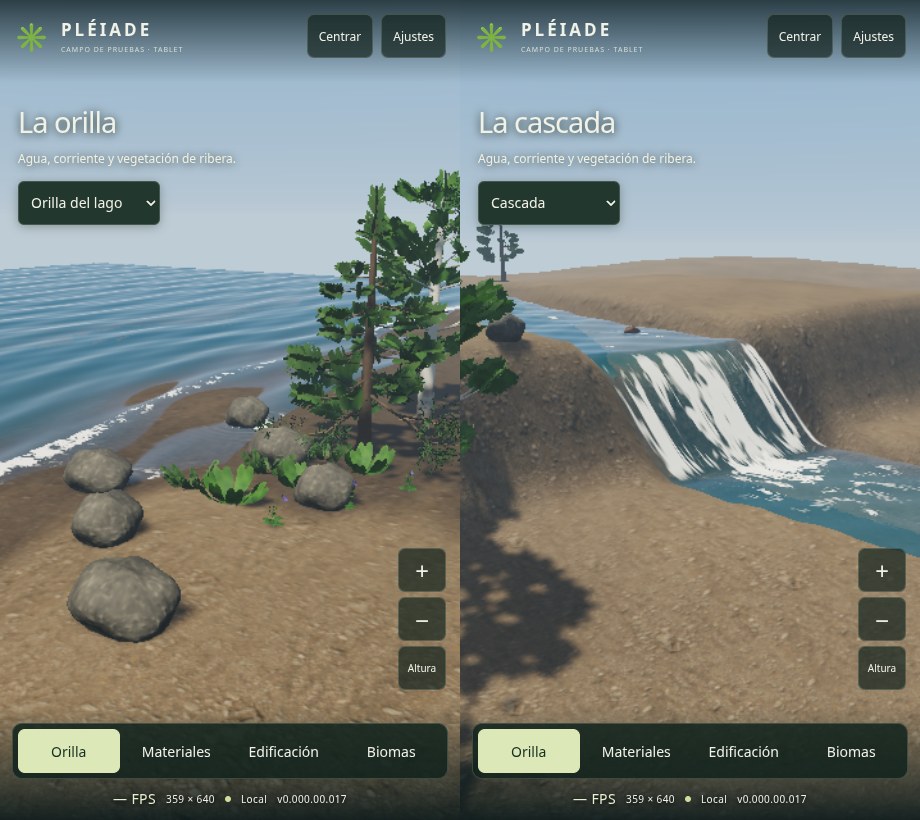 PLÉIADE
CAMPO DE PRUEBAS · TABLET
Centrar
Ajustes
La orilla
Agua, corriente y vegetación de ribera.
Orilla del lago
+
−
Altura
Orilla
Materiales
Edificación
Biomas
— FPS 359 × 640 ● Local v0.000.00.017
PLÉIADE
CAMPO DE PRUEBAS · TABLET
Centrar
Ajustes
La cascada
Agua, corriente y vegetación de ribera.
Cascada
+
−
Altura
Orilla
Materiales
Edificación
Biomas
— FPS 359 × 640 ● Local v0.000.00.017